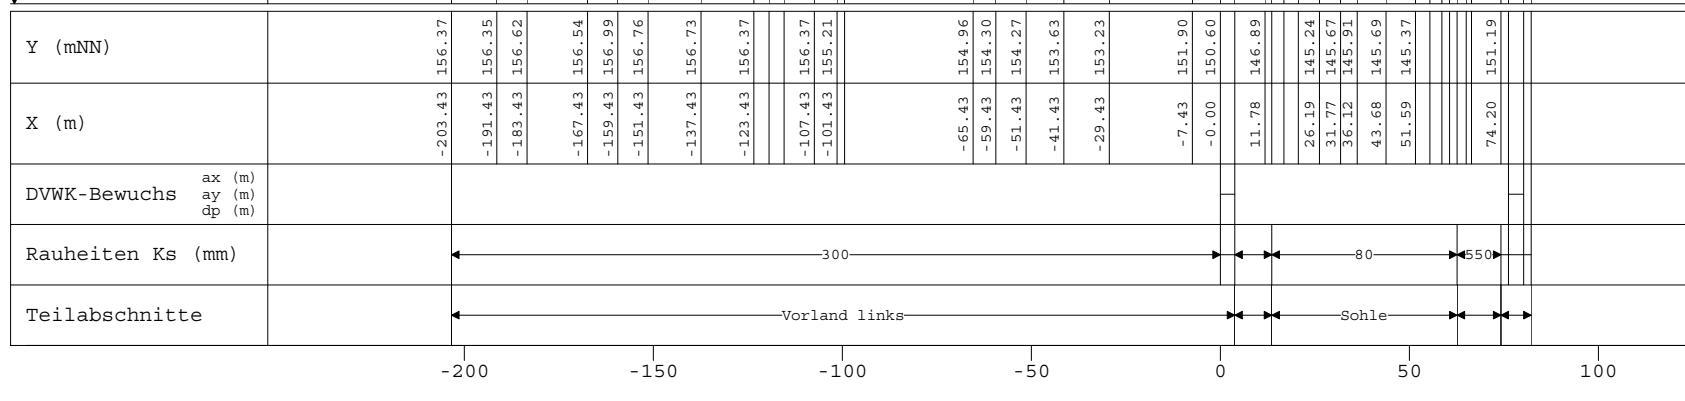 Y (mNN) 156.37 156.35 156.62 156.54 156.99 156.76 156.73 156.37 156.37 155.21 154.96 154.30 154.27 153.63 153.23 151.90 150.60 146.89 145.24 145.67 145.91 145.69 145.37 151.19
X (m) -203.43 -191.43 -183.43 -167.43 -159.43 -151.43 -137.43 -123.43 -107.43 -101.43 -65.43 -59.43 -51.43 -41.43 -29.43 -7.43 -0.00 11.78 26.19 31.77 36.12 43.68 51.59 74.20
DVWK-Bewuchs
ax (m)
ay (m)
dp (m)
Rauheiten Ks (mm) 300 80 550
Teilabschnitte Vorland links Sohle
-200 -150 -100 -50 0 50 100